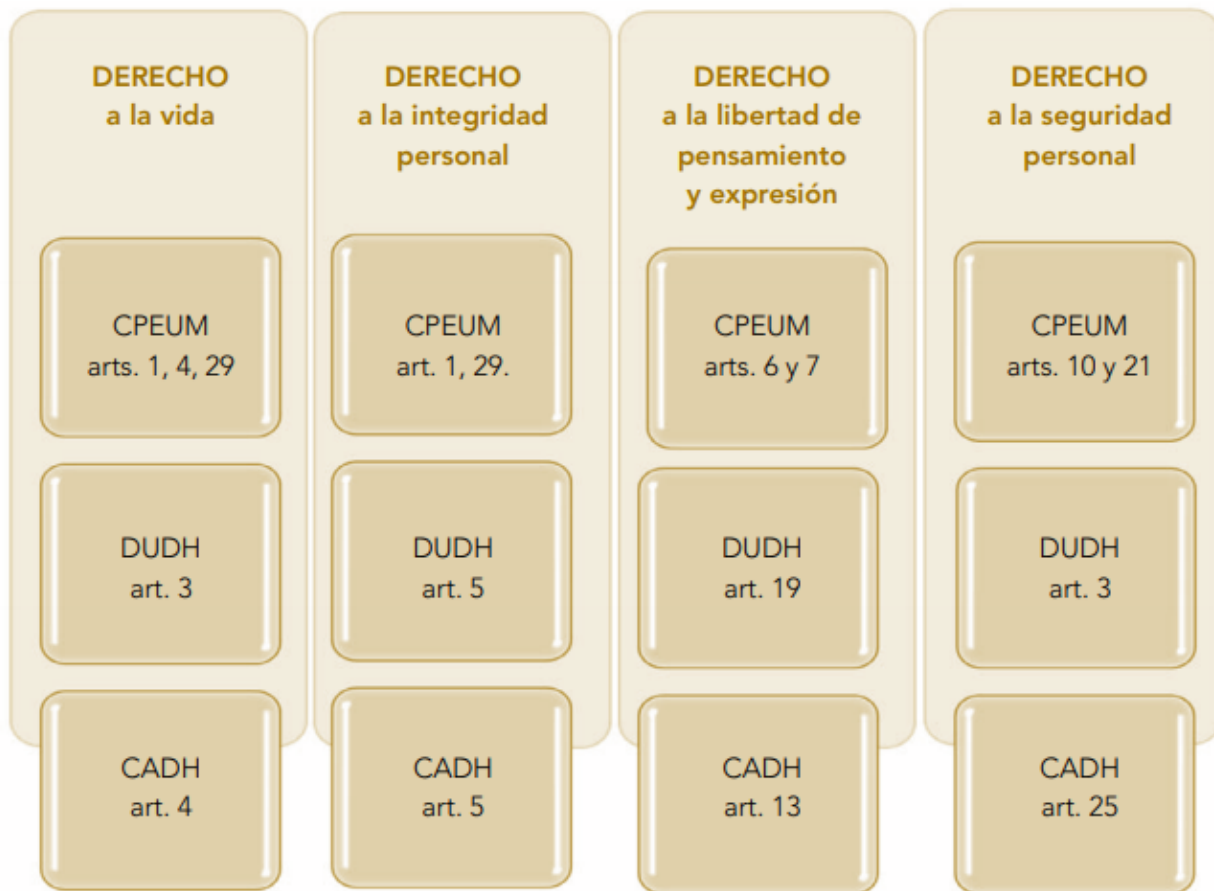 DERECHO
a la vida
CPEUM
arts. 1, 4, 29
DUDH
art. 3
CADH
art. 4
DERECHO
a la integridad
personal
CPEUM
art. 1, 29.
DUDH
art. 5
CADH
art. 5
DERECHO
a la libertad de
pensamiento
y expresión
CPEUM
arts. 6 y 7
DUDH
art. 19
CADH
art. 13
DERECHO
a la seguridad
personal
CPEUM
arts. 10 y 21
DUDH
art. 3
CADH
art. 25